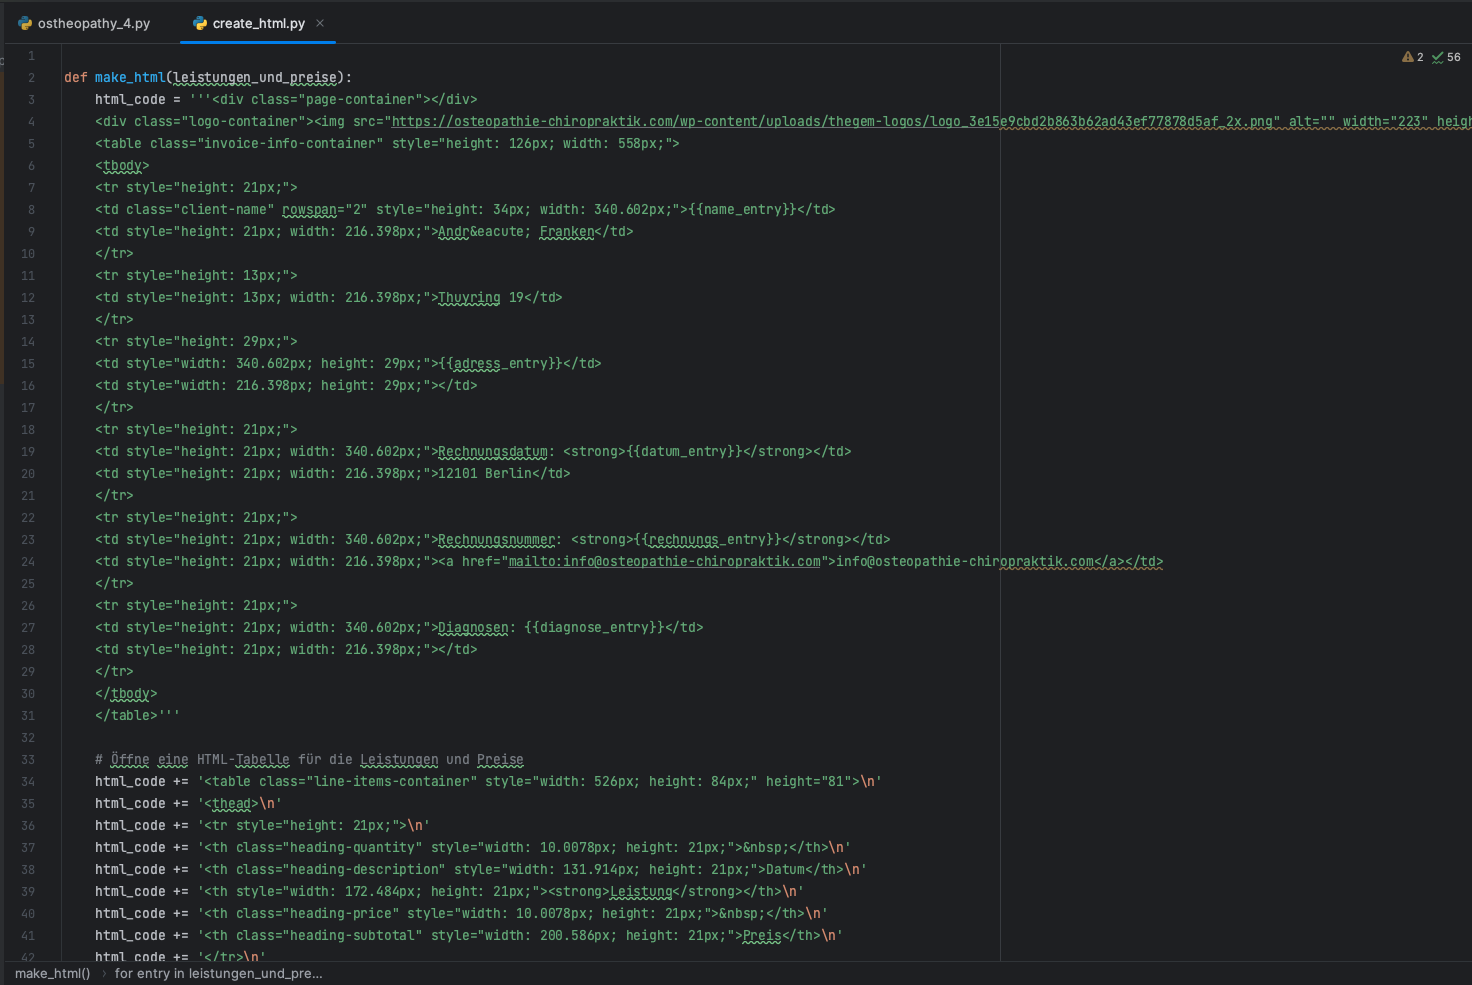 ostheopathy_4.py
create_html.py ×
2 56
1
2 def make_html(leistungen_und_preise):
3 html_code = '''<div class="page-container"></div>
4 <div class="logo-container"><img src="https://osteopathie-chiropraktik.com/wp-content/uploads/thegem-logos/logo_3e15e9cbd2b863b62ad43ef77878d5af_2x.png" alt="" width="223" heigh
5 <table class="invoice-info-container" style="height: 126px; width: 558px;">
6 <tbody>
7 <tr style="height: 21px;">
8 <td class="client-name" rowspan="2" style="height: 34px; width: 340.602px;">{{name_entry}}</td>
9 <td style="height: 21px; width: 216.398px;">Andr&eacute; Franken</td>
10 </tr>
11 <tr style="height: 13px;">
12 <td style="height: 13px; width: 216.398px;">Thuyring 19</td>
13 </tr>
14 <tr style="height: 29px;">
15 <td style="width: 340.602px; height: 29px;">{{adress_entry}}</td>
16 <td style="width: 216.398px; height: 29px;"></td>
17 </tr>
18 <tr style="height: 21px;">
19 <td style="height: 21px; width: 340.602px;">Rechnungsdatum: <strong>{{datum_entry}}</strong></td>
20 <td style="height: 21px; width: 216.398px;">12101 Berlin</td>
21 </tr>
22 <tr style="height: 21px;">
23 <td style="height: 21px; width: 340.602px;">Rechnungsnummer: <strong>{{rechnungs_entry}}</strong></td>
24 <td style="height: 21px; width: 216.398px;"><a href="mailto:info@osteopathie-chiropraktik.com">info@osteopathie-chiropraktik.com</a></td>
25 </tr>
26 <tr style="height: 21px;">
27 <td style="height: 21px; width: 340.602px;">Diagnosen: {{diagnose_entry}}</td>
28 <td style="height: 21px; width: 216.398px;"></td>
29 </tr>
30 </tbody>
31 </table>'''
32
33 # Öffne eine HTML-Tabelle für die Leistungen und Preise
34 html_code += '<table class="line-items-container" style="width: 526px; height: 84px;" height="81">\n'
35 html_code += '<thead>\n'
36 html_code += '<tr style="height: 21px;">\n'
37 html_code += '<th class="heading-quantity" style="width: 10.0078px; height: 21px;">&nbsp;</th>\n'
38 html_code += '<th class="heading-description" style="width: 131.914px; height: 21px;">Datum</th>\n'
39 html_code += '<th style="width: 172.484px; height: 21px;"><strong>Leistung</strong></th>\n'
40 html_code += '<th class="heading-price" style="width: 10.0078px; height: 21px;">&nbsp;</th>\n'
41 html_code += '<th class="heading-subtotal" style="width: 200.586px; height: 21px;">Preis</th>\n'
42 html_code += '</tr>\n'
make_html() › for entry in leistungen_und_pre...